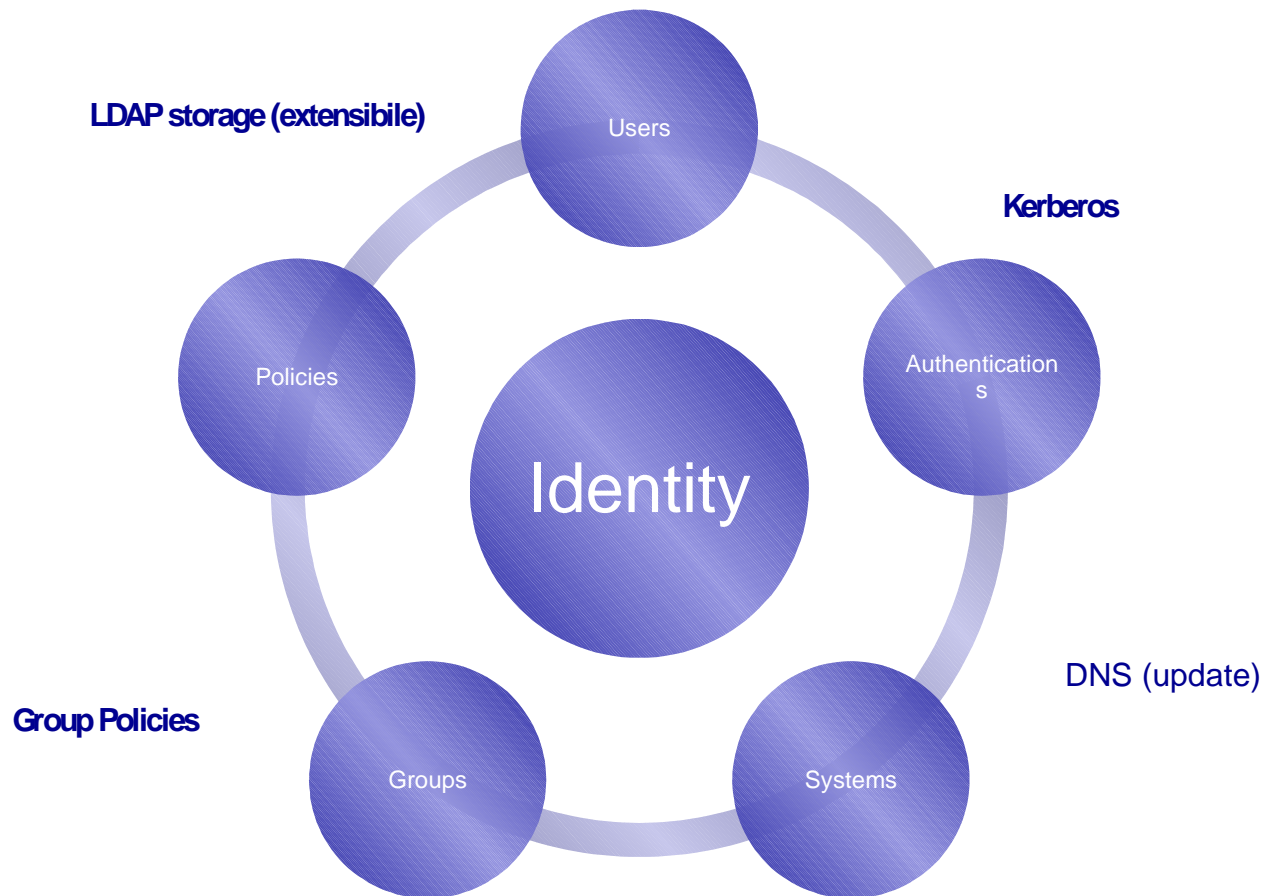 Users
LDAP storage (extensibile)
Kerberos
Authentication
s
Policies
Identity
DNS (update)
Group Policies
Groups
Systems